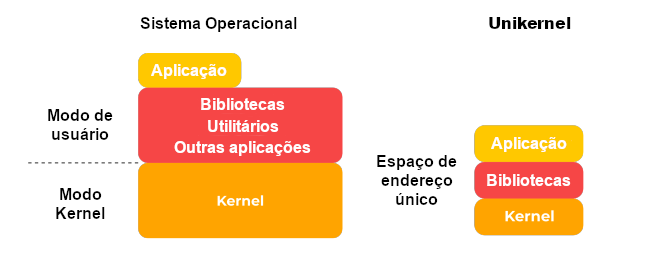 Sistema Operacional
Unikernel
Aplicação
Modo de
usuário
Bibliotecas
Utilitários
Outras aplicações
Modo
Kernel
Kernel
Espaço de
endereço
único
Aplicação
Bibliotecas
Kernel